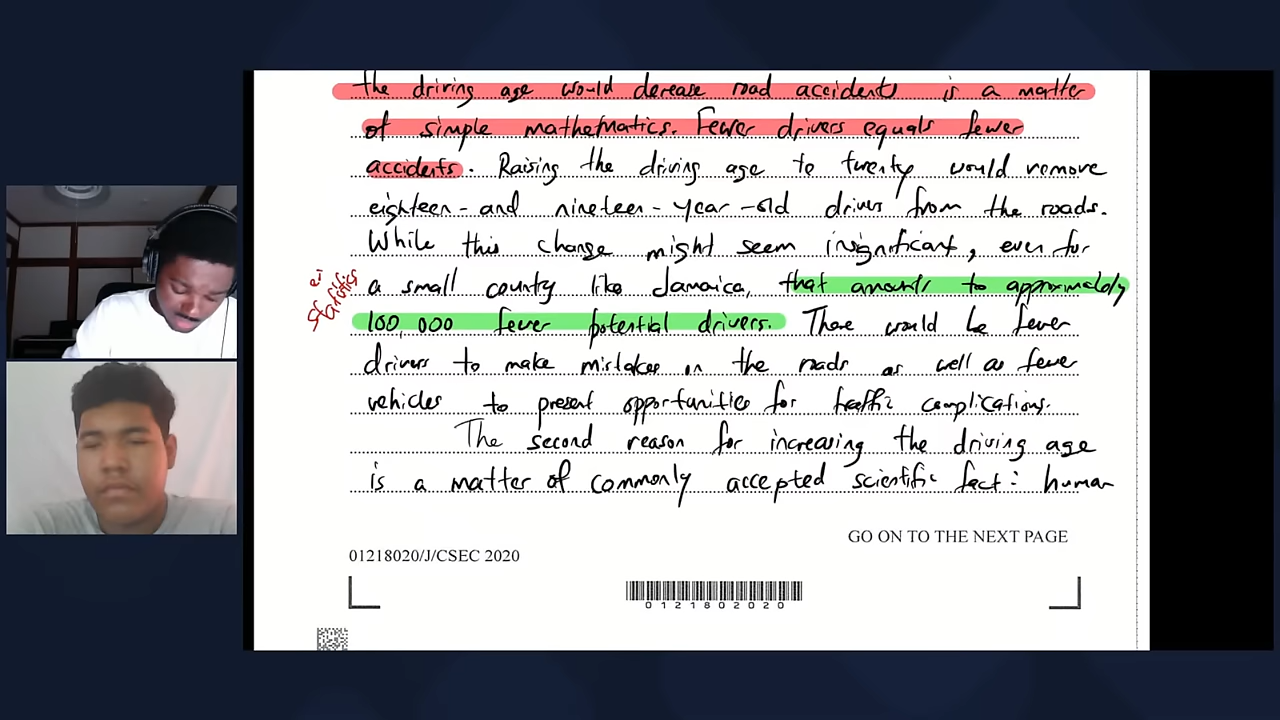 the driving age would derease road accidents is a matter
of simple mathematics. Fewer drivers equals fewer
accidents. Raising the driving age to twenty would remove
eighteen-and nineteen-year-old drivers from the roads.
While this change might seem insignificant, even for
a small country like Jamaica, that amounts to approximately
100,000 fewer potential drivers. There would be fewer
drivers to make mistakes on the roads as well as fewer
vehicles to present opportunities for traffic complications.
The second reason for increasing the driving age
is a matter of commonly accepted scientific fact: human
statistics
GO ON TO THE NEXT PAGE
01218020/J/CSEC 2020
0121802020